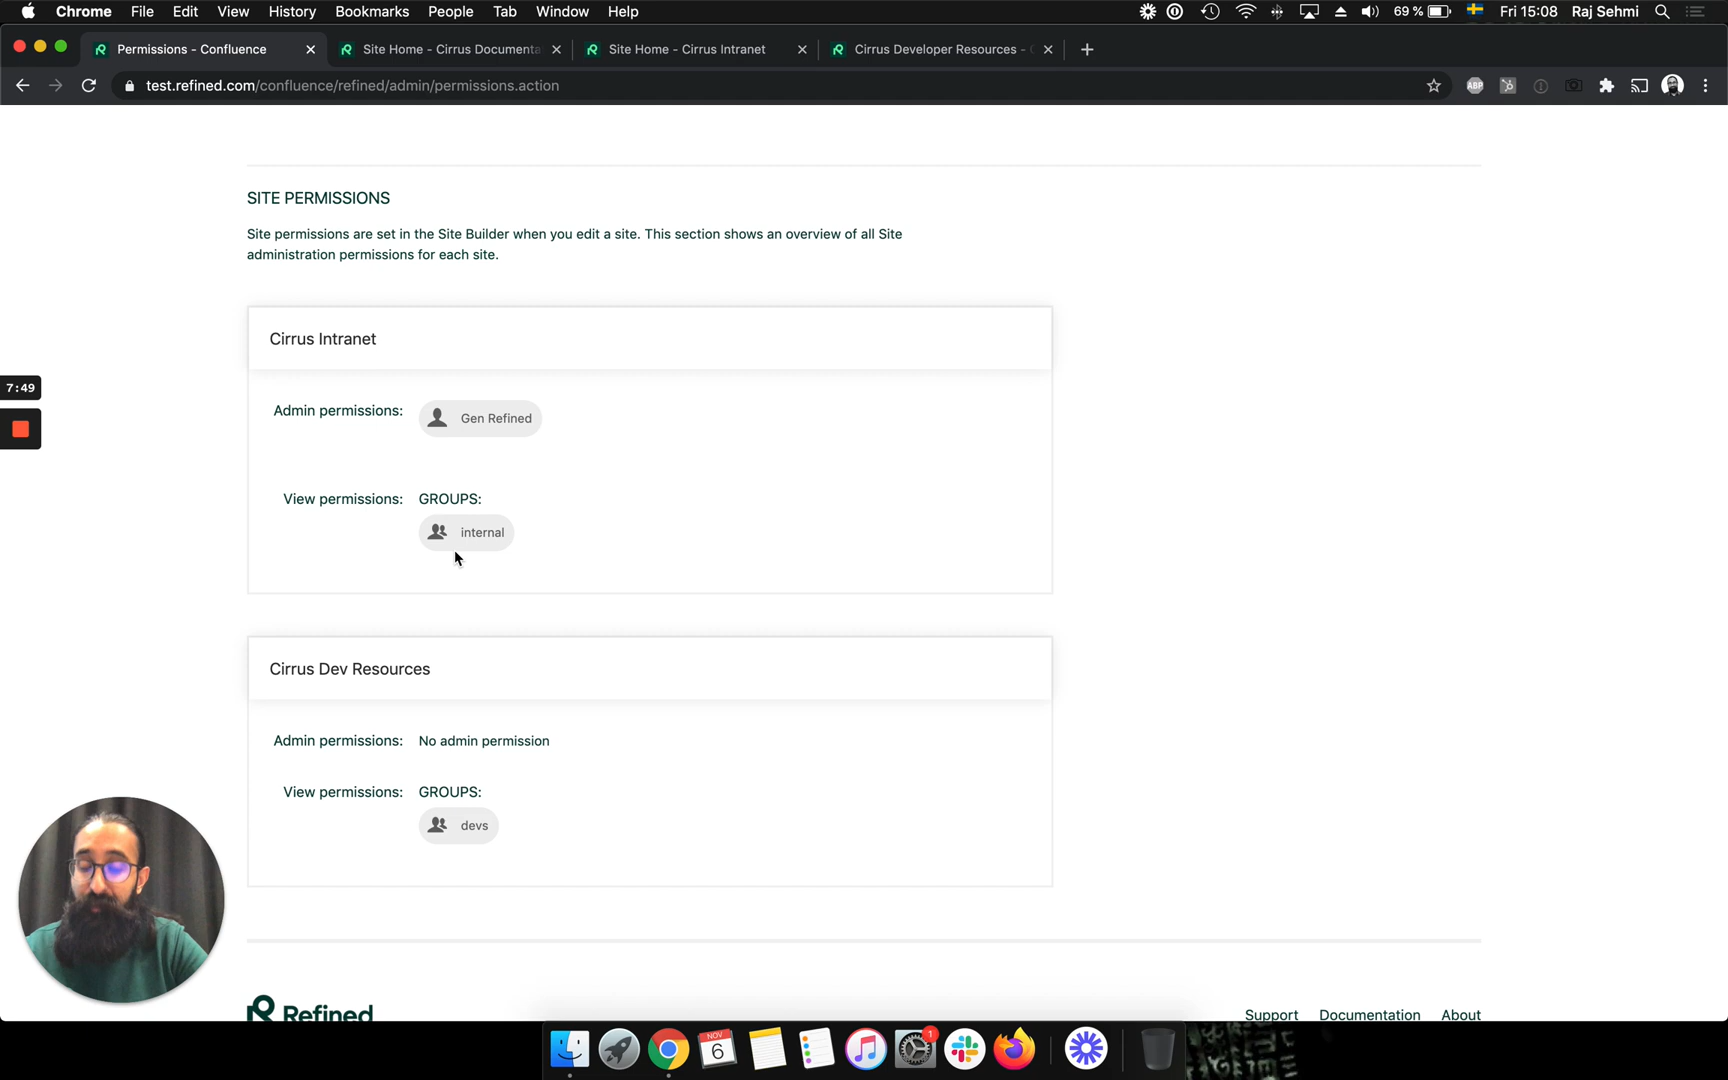 Chrome File Edit View History Bookmarks People Tab Window Help 69 % Fri 15:08 Raj Sehmi
Permissions - Confluence Site Home - Cirrus Documenta Site Home - Cirrus Intranet Cirrus Developer Resources -
test.refined.com/confluence/refined/admin/permissions.action ABP
SITE PERMISSIONS
Site permissions are set in the Site Builder when you edit a site. This section shows an overview of all Site
administration permissions for each site.
Cirrus Intranet
7:49
Admin permissions: Gen Refined
View permissions: GROUPS:
internal
Cirrus Dev Resources
Admin permissions: No admin permission
View permissions: GROUPS:
devs
Refined
Support Documentation About
NOV
6
1